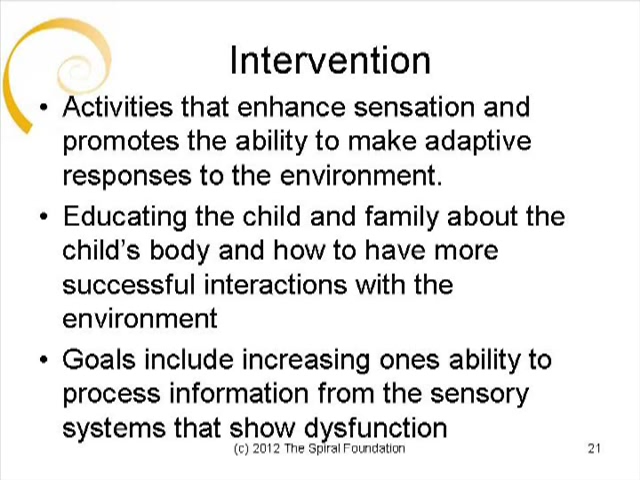 Intervention
• Activities that enhance sensation and
promotes the ability to make adaptive
responses to the environment.
• Educating the child and family about the
child's body and how to have more
successful interactions with the
environment
• Goals include increasing ones ability to
process information from the sensory
systems that show dysfunction
(c) 2012 The Spiral Foundation
21